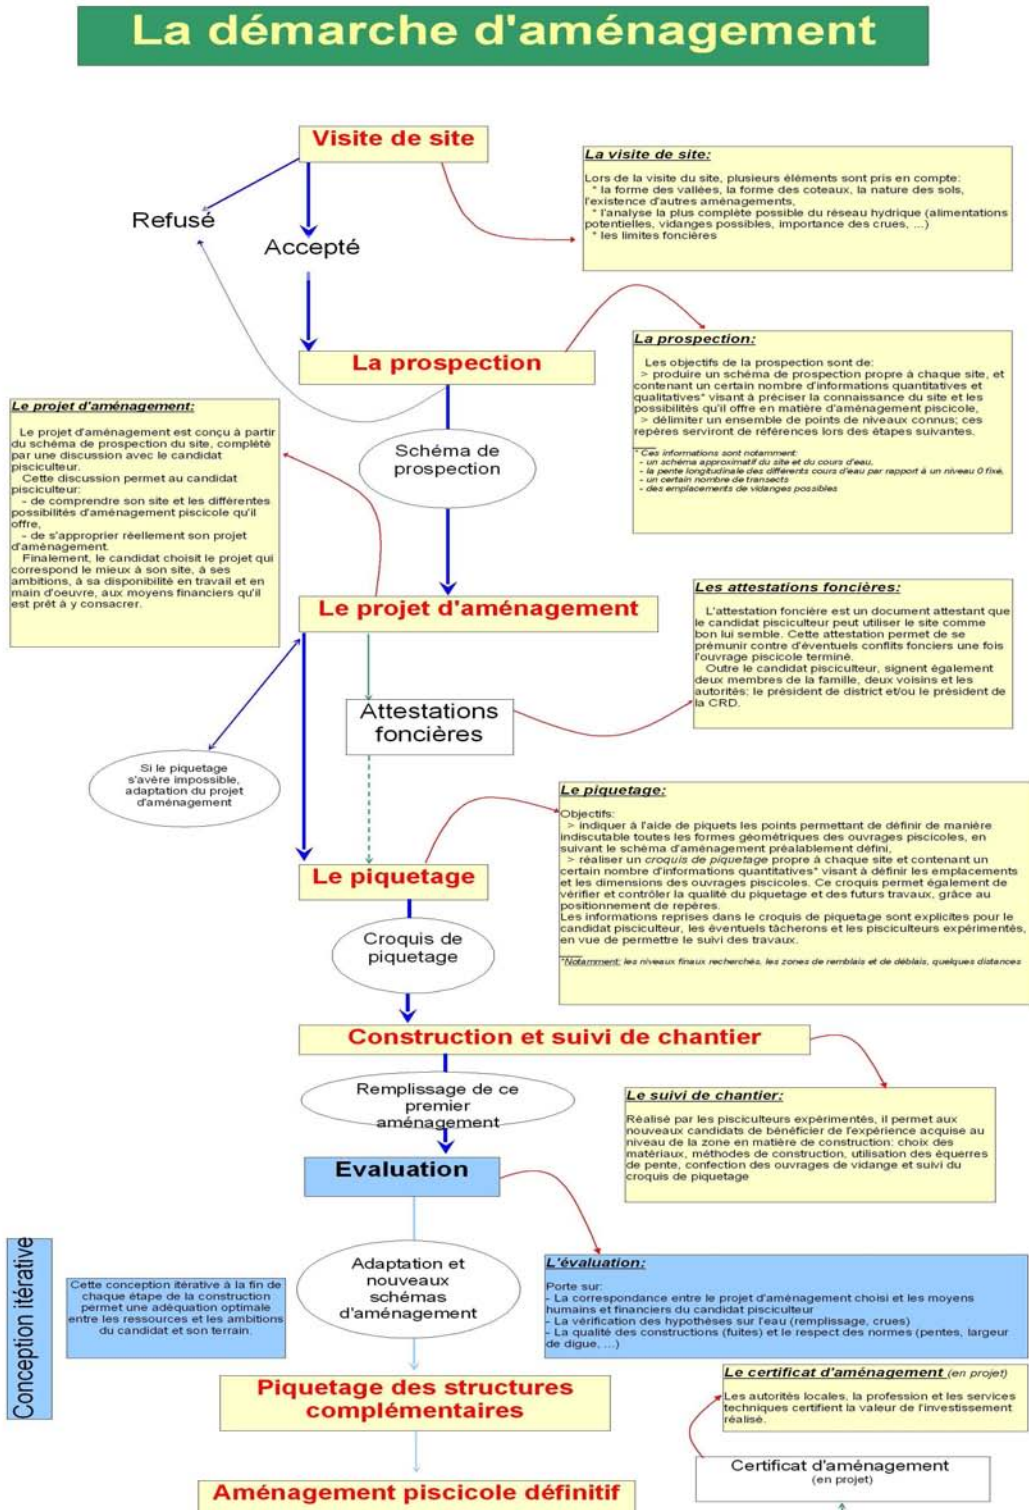 La démarche d'aménagement
Visite de site
La visite de site:
Lors de la visite du site, plusieurs éléments sont pris en compte:
* la forme des vallées, la forme des coteaux, la nature des sols,
l'existence d'autres aménagements,
* l'analyse la plus complète possible du réseau hydrique (alimentations
potentielles, vidanges possibles, importance des crues, ...)
* les limites foncières
Refusé
Accepté
La prospection
La prospection:
Les objectifs de la prospection sont de:
> produire un schéma de prospection propre à chaque site, et
contenant un certain nombre d'informations quantitatives et
qualitatives* visant à préciser la connaissance du site et les
possibilités qu'il offre en matière d'aménagement piscicole,
> délimiter un ensemble de points de niveaux connus; ces
repères serviront de références lors des étapes suivantes.
* Ces informations sont notamment:
- un schéma approximatif du site et du cours d'eau,
- la pente longitudinale des différents cours d'eau par rapport à un niveau 0 fixé,
- un certain nombre de transects
- des emplacements de vidanges possibles
Le projet d'aménagement:
Le projet d'aménagement est conçu à partir
du schéma de prospection du site, complété
par une discussion avec le candidat
pisciculteur.
Cette discussion permet au candidat
pisciculteur:
- de comprendre son site et les différentes
possibilités d'aménagement piscicole qu'il
offre,
- de s'approprier réellement son projet
d'aménagement.
Finalement, le candidat choisit le projet qui
correspond le mieux à son site, à ses
ambitions, à sa disponibilité en travail et en
main d'oeuvre, aux moyens financiers qu'il
est prêt à y consacrer.
Schéma de
prospection
Le projet d'aménagement
Les attestations foncières:
L'attestation foncière est un document attestant que
le candidat pisciculteur peut utiliser le site comme
bon lui semble. Cette attestation permet de se
prémunir contre d'éventuels conflits fonciers une fois
l'ouvrage piscicole terminé.
Outre le candidat pisciculteur, signent également
deux membres de la famille, deux voisins et les
autorités: le président de district et/ou le président de
la CRD.
Attestations
foncières
Si le piquetage
s'avère impossible,
adaptation du projet
d'aménagement
Le piquetage
Le piquetage:
Objectifs:
> indiquer à l'aide de piquets les points permettant de définir de manière
indiscutable toutes les formes géométriques des ouvrages piscicoles, en
suivant le schéma d'aménagement préalablement défini,
> réaliser un croquis de piquetage propre à chaque site et contenant un
certain nombre d'informations quantitatives* visant à définir les emplacements
et les dimensions des ouvrages piscicoles. Ce croquis permet également de
vérifier et contrôler la qualité du piquetage et des futurs travaux, grâce au
positionnement de repères.
Les informations reprises dans le croquis de piquetage sont explicites pour le
candidat pisciculteur, les éventuels tâcherons et les pisciculteurs expérimentés,
en vue de permettre le suivi des travaux.
*Notamment: les niveaux finaux recherchés, les zones de remblais et de déblais, quelques distances
Croquis de
piquetage
Construction et suivi de chantier
Remplissage de ce
premier
aménagement
Le suivi de chantier:
Réalisé par les pisciculteurs expérimentés, il permet aux
nouveaux candidats de bénéficier de l'expérience acquise au
niveau de la zone en matière de construction: choix des
matériaux, méthodes de construction, utilisation des équerres
de pente, confection des ouvrages de vidange et suivi du
croquis de piquetage
Evaluation
Conception itérative
Cette conception itérative à la fin de
chaque étape de la construction
permet une adéquation optimale
entre les ressources et les ambitions
du candidat et son terrain.
Adaptation et
nouveaux
schémas
d'aménagement
L'évaluation:
Porte sur:
- La correspondance entre le projet d'aménagement choisi et les moyens
humains et financiers du candidat pisciculteur
- La vérification des hypothèses sur l'eau (remplissage, crues)
- La qualité des constructions (fuites) et le respect des normes (pentes, largeur
de digue, ...)
Piquetage des structures
complémentaires
Le certificat d'aménagement (en projet)
Les autorités locales, la profession et les services
techniques certifient la valeur de l'investissement
réalisé.
Certificat d'aménagement
(en projet)
Aménagement piscicole définitif